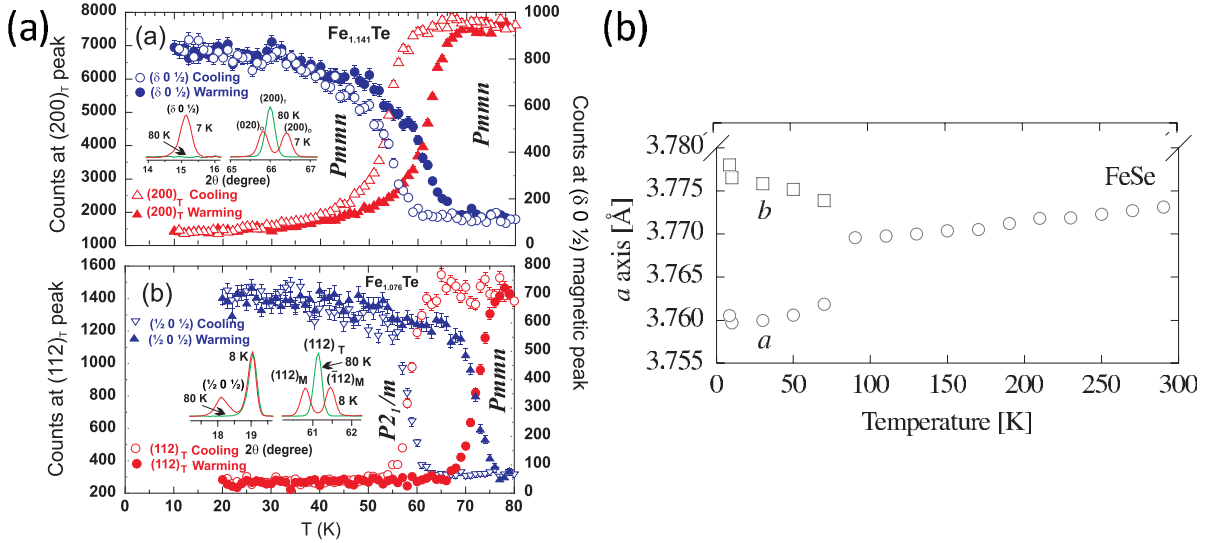 (a)
(a)
Fe1.141Te
Counts at (200)T peak
8000
7000
6000
5000
4000
3000
2000
1000
(δ 0 ½) Cooling
(δ 0 ½) Warming
(δ 0 ½)
80 K
7 K
14
15
16
(200)T
80 K
(020)O
(200)O
7 K
65
66
67
2θ (degree)
(200)T Cooling
(200)T Warming
Pmmn
Pmmn
1000
800
600
400
200
0
Counts at (δ 0 ½) magnetic peak
(b)
Fe1.076Te
Counts at (112)T peak
1600
1400
1200
1000
800
600
400
200
(½ 0 ½) Cooling
(½ 0 ½) Warming
8 K
(½ 0 ½)
80 K
18
19
(112)T
80 K
(112)M
(112)M
8 K
61
62
2θ (degree)
(112)T Cooling
(112)T Warming
P21/m
Pmmn
800
700
600
500
400
300
200
100
0
0
10
20
30
40
50
60
70
80
T (K)
(b)
FeSe
a axis [Å]
3.780
3.775
3.770
3.765
3.760
3.755
b
a
0
50
100
150
200
250
300
Temperature [K]